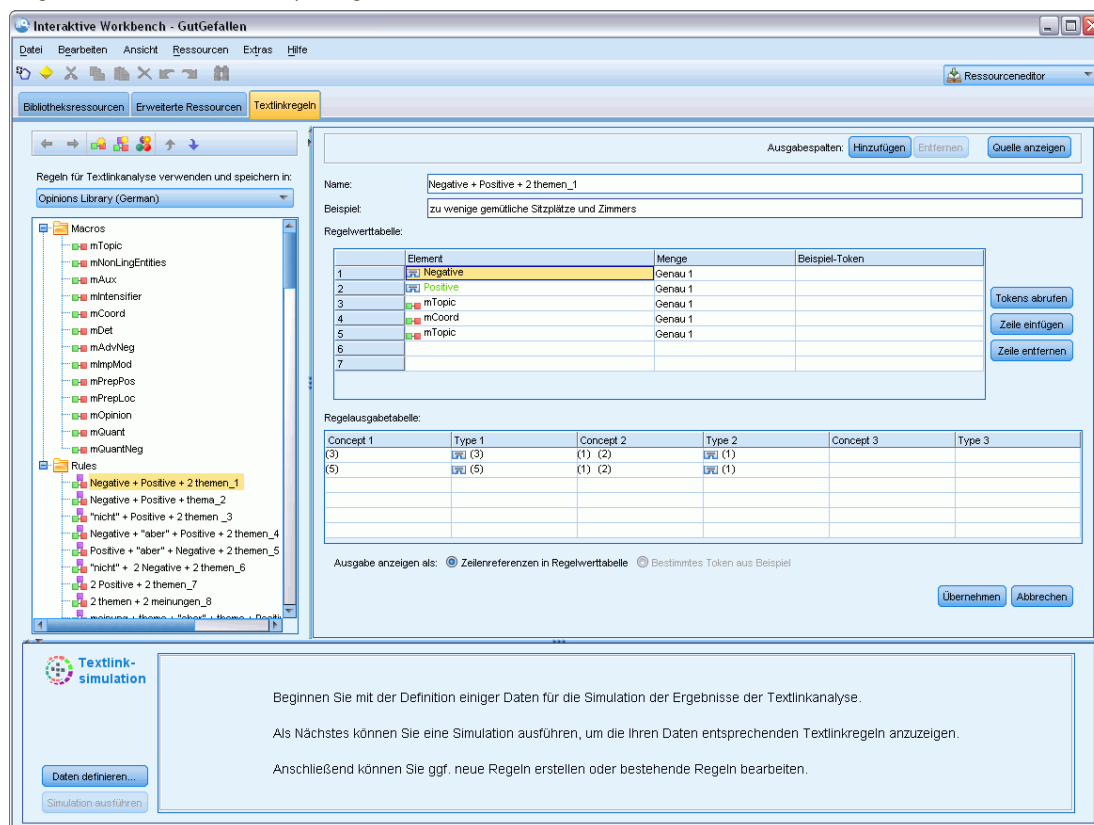 Interaktive Workbench - GutGefallen
Datei Bearbeiten Ansicht Ressourcen Extras Hilfe
Ressourceneditor
Bibliotheksressourcen Erweiterte Ressourcen Textlinkregeln
Ausgabespalten: Hinzufügen Entfernen Quelle anzeigen
Regeln für Textlinkanalyse verwenden und speichern in:
Opinions Library (German)
Macros
mTopic
mNonLingEntities
mAux
mIntensifier
mCoord
mDet
mAdvNeg
mImpMod
mPrepPos
mPrepLoc
mOpinion
mQuant
mQuantNeg
Rules
Negative + Positive + 2 themen_1
Negative + Positive + thema_2
"nicht" + Positive + 2 themen _3
Negative + "aber" + Positive + 2 themen_4
Positive + "aber" + Negative + 2 themen_5
"nicht" + 2 Negative + 2 themen_6
2 Positive + 2 themen_7
2 themen + 2 meinungen_8
Name: Negative + Positive + 2 themen_1
Beispiel: zu wenige gemütliche Sitzplätze und Zimmers
Regelwerttabelle:
Element Menge Beispiel-Token
1 Negative Genau 1
2 Positive Genau 1
3 mTopic Genau 1
4 mCoord Genau 1
5 mTopic Genau 1
6
7
Tokens abrufen
Zeile einfügen
Zeile entfernen
Regelausgabetabelle:
Concept 1 Type 1 Concept 2 Type 2 Concept 3 Type 3
(3) (3) (1) (2) (1)
(5) (5) (1) (2) (1)
Ausgabe anzeigen als: Zeilenreferenzen in Regelwerttabelle Bestimmtes Token aus Beispiel
Übernehmen Abbrechen
Textlink-
simulation
Beginnen Sie mit der Definition einiger Daten für die Simulation der Ergebnisse der Textlinkanalyse.
Als Nächstes können Sie eine Simulation ausführen, um die Ihren Daten entsprechenden Textlinkregeln anzuzeigen.
Anschließend können Sie ggf. neue Regeln erstellen oder bestehende Regeln bearbeiten.
Daten definieren...
Simulation ausführen